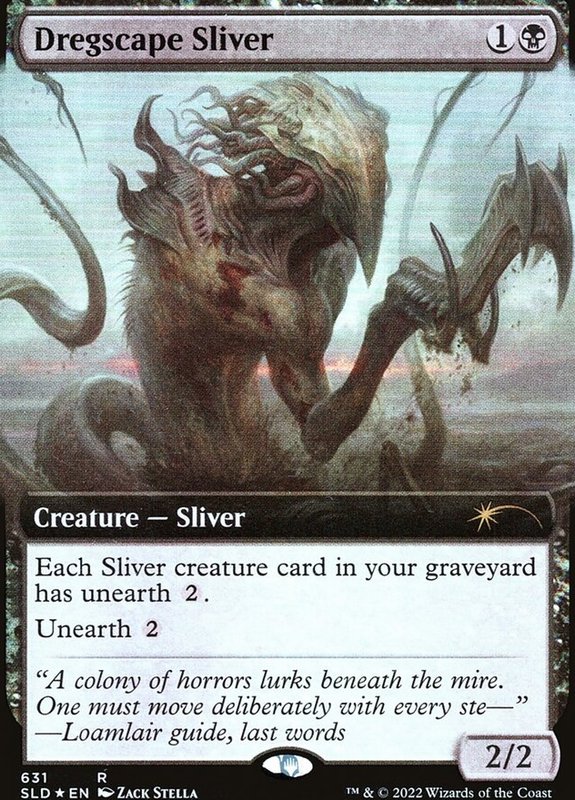 Dregscape Sliver 1
Creature — Sliver
Each Sliver creature card in your graveyard
has unearth 2.
Unearth 2
“A colony of horrors lurks beneath the mire.
One must move deliberately with every ste—”
—Loamlair guide, last words
2/2
631 R
SLD ★ EN Zack Stella
™ & © 2022 Wizards of the Coast